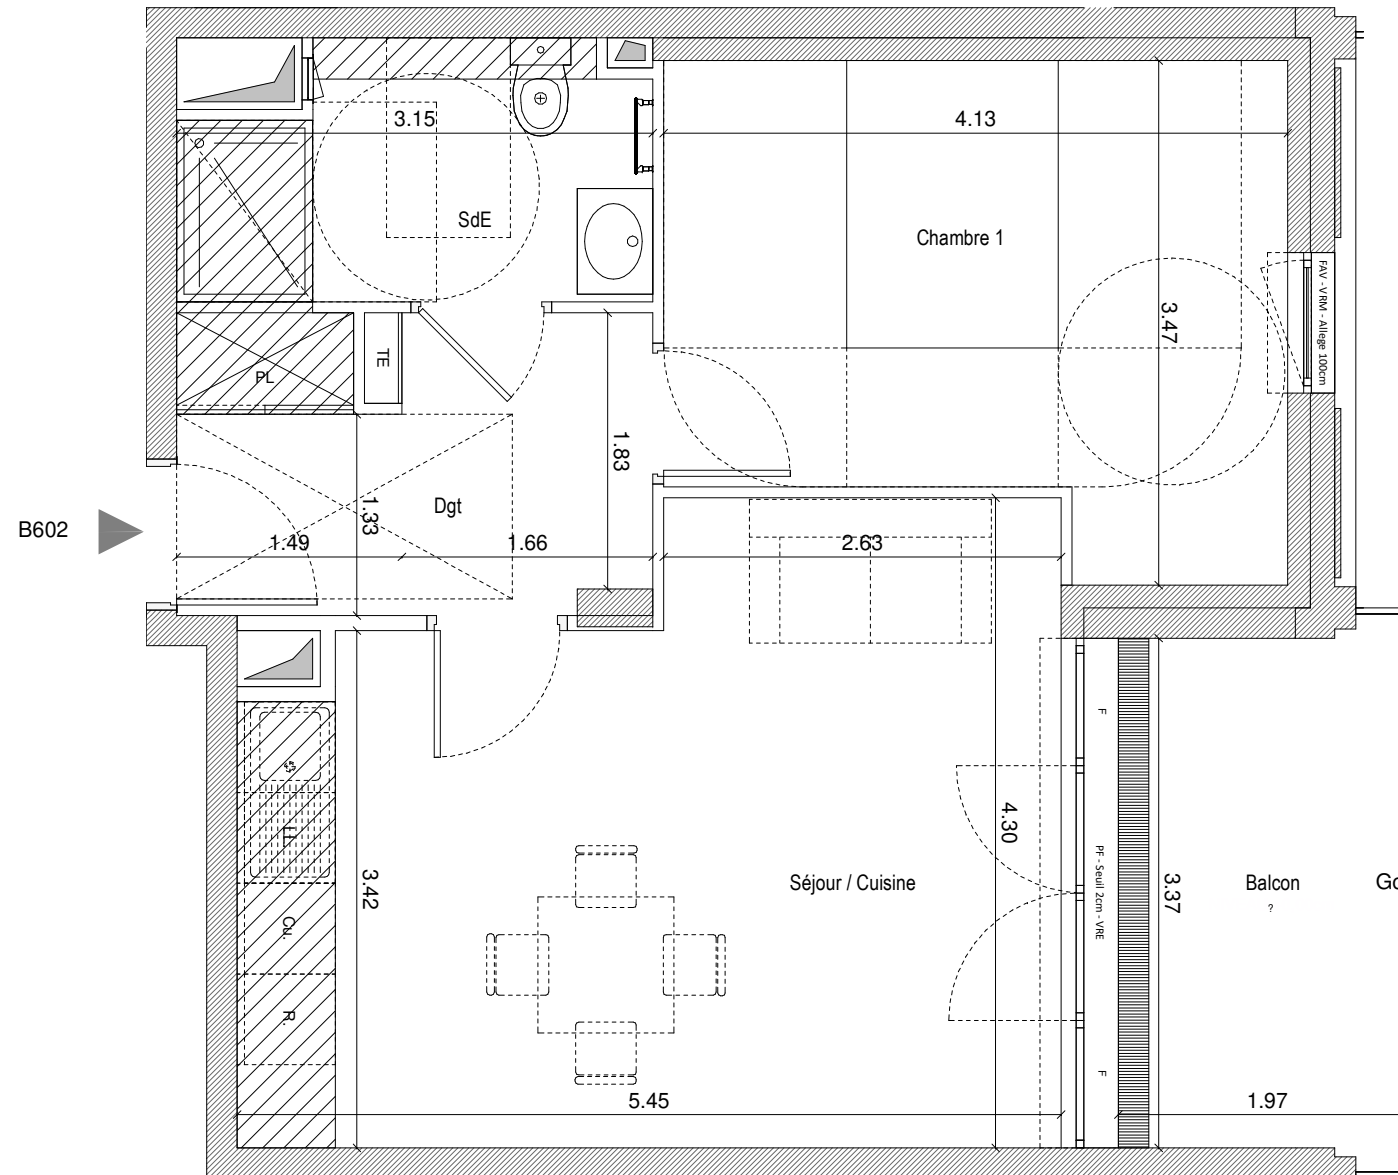 3.15
4.13
SdE
Chambre 1
FAV - VRM - Allege 100cm
3.47
TE
PL
1.83
Dgt
1.33
B602
1.49
1.66
2.63
F
LL
4.30
PF - Seuil 2cm - VRE
Séjour / Cuisine
3.42
3.37
Balcon
?
Go
Cu.
R.
F
5.45
1.97